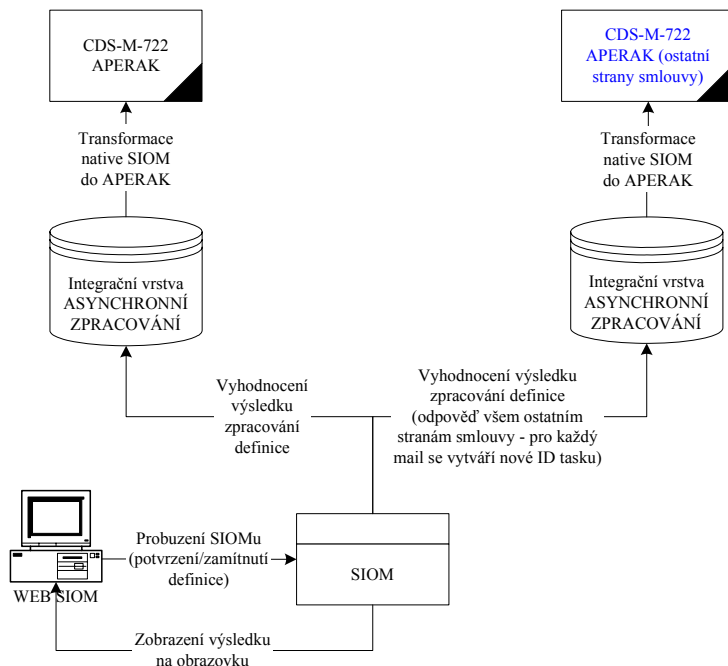 CDS-M-722
APERAK
CDS-M-722
APERAK (ostatní
strany smlouvy)
Transformace
native SIOM
do APERAK
Transformace
native SIOM
do APERAK
Integrační vrstva
ASYNCHRONNÍ
ZPRACOVÁNÍ
Integrační vrstva
ASYNCHRONNÍ
ZPRACOVÁNÍ
Vyhodnocení
výsledku
zpracování
definice
Vyhodnocení výsledku
zpracování definice
(odpověď všem ostatním
stranám smlouvy - pro každý
mail se vytváří nové ID tasku)
Probuzení SIOMu
(potvrzení/zamítnutí
definice)
SIOM
WEB SIOM
Zobrazení výsledku
na obrazovku